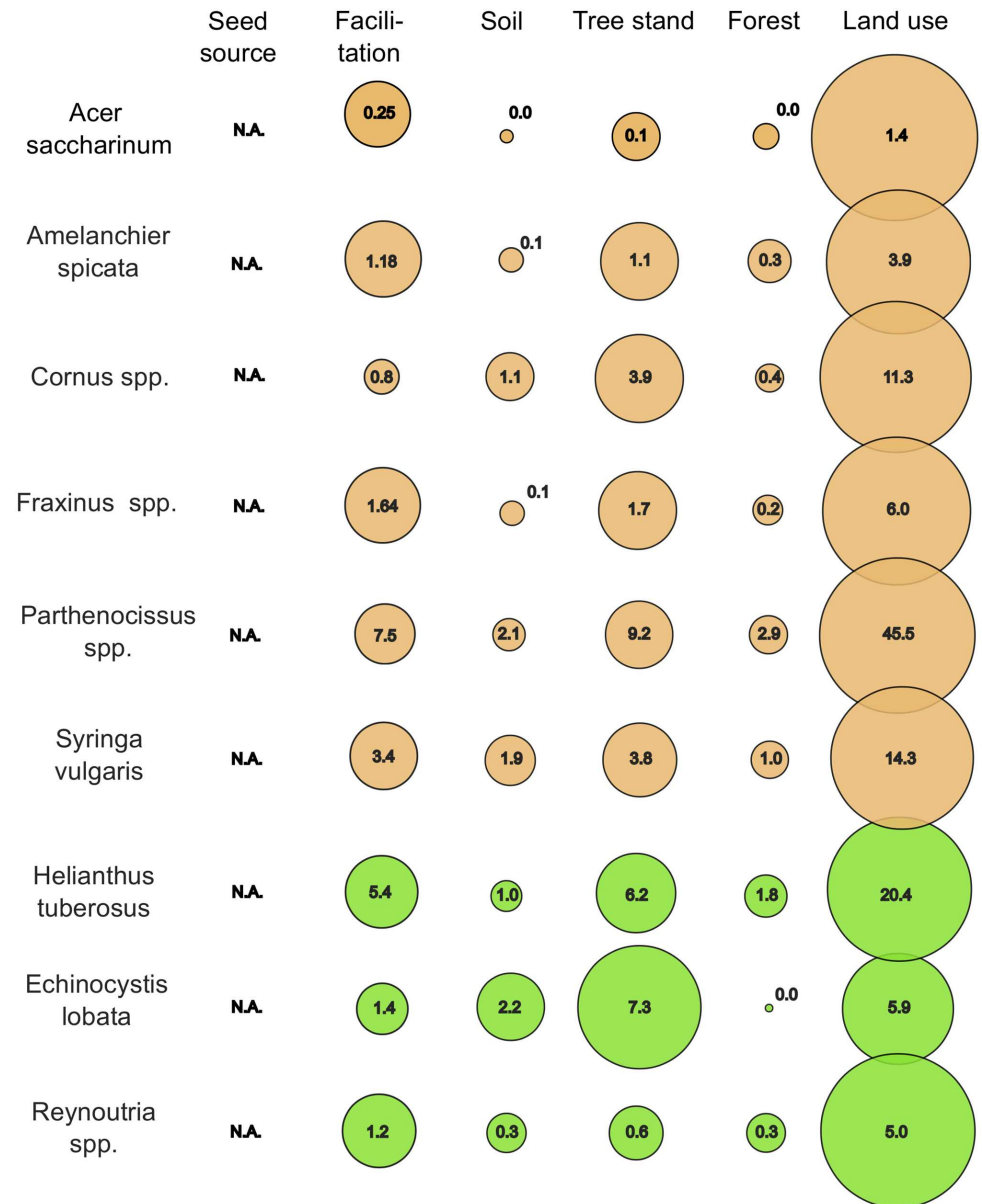 Seed Facili- Soil Tree stand Forest Land use
source tation
Acer
saccharinum N.A. 0.25 0.0 0.1 0.0 1.4
Amelanchier
spicata N.A. 1.18 0.1 1.1 0.3 3.9
Cornus spp. N.A. 0.8 1.1 3.9 0.4 11.3
Fraxinus spp. N.A. 1.64 0.1 1.7 0.2 6.0
Parthenocissus
spp. N.A. 7.5 2.1 9.2 2.9 45.5
Syringa
vulgaris N.A. 3.4 1.9 3.8 1.0 14.3
Helianthus
tuberosus N.A. 5.4 1.0 6.2 1.8 20.4
Echinocystis
lobata N.A. 1.4 2.2 7.3 0.0 5.9
Reynoutria
spp. N.A. 1.2 0.3 0.6 0.3 5.0